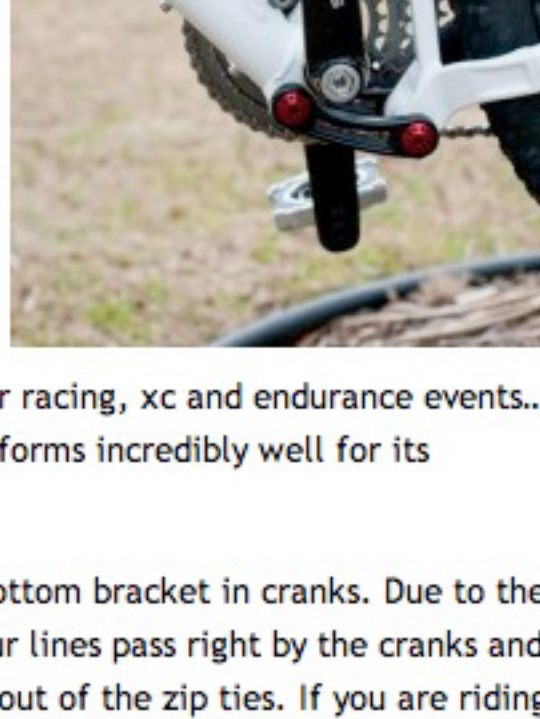 r racing, xc and endurance events..
forms incredibly well for its
ottom bracket in cranks. Due to the
ur lines pass right by the cranks and
out of the zip ties. If you are riding